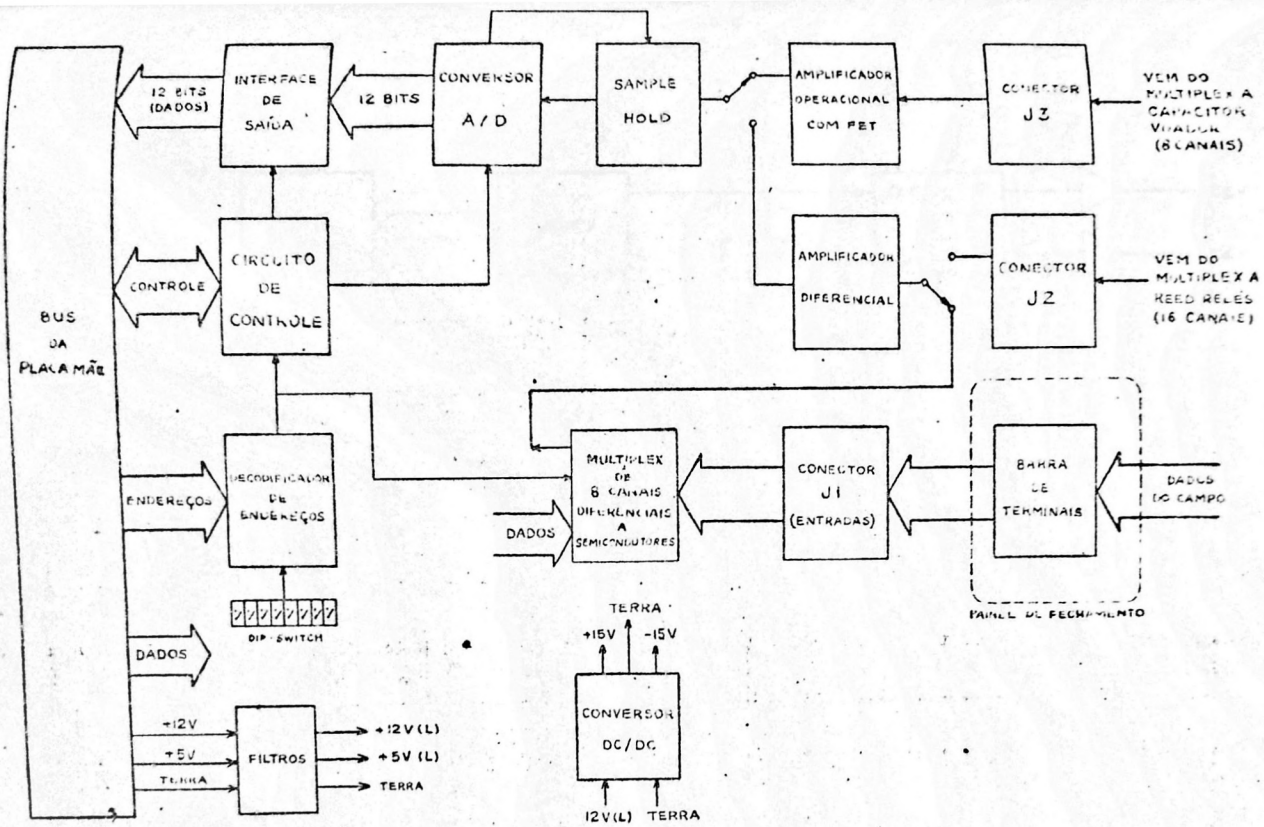 BUS
DA
PLACA MÃE
12 BITS
(DADOS)
INTERFACE
DE
SAÍDA
12 BITS
CONVERSOR
A/D
SAMPLE
HOLD
AMPLIFICADOR
OPERACIONAL
COM FET
CONECTOR
J3
VEM DO
MULTIPLEX A
CAPACITOR
VOADOR
(8 CANAIS)
CONTROLE
CIRCUITO
DE
CONTROLE
AMPLIFICADOR
DIFERENCIAL
CONECTOR
J2
VEM DO
MULTIPLEX A
REED RELÉS
(16 CANAIS)
ENDEREÇOS
DECODIFICADOR
DE
ENDEREÇOS
DIP-SWITCH
DADOS
MULTIPLEX
DE
8 CANAIS
DIFERENCIAIS
A
SEMICONDUTORES
CONECTOR
J1
(ENTRADAS)
BARRA
DE
TERMINAIS
DADOS
DO CAMPO
PAINEL DE FECHAMENTO
DADOS
+12V
+5V
TERRA
FILTROS
+12V(L)
+5V(L)
TERRA
TERRA
+15V
-15V
CONVERSOR
DC/DC
12V(L)
TERRA